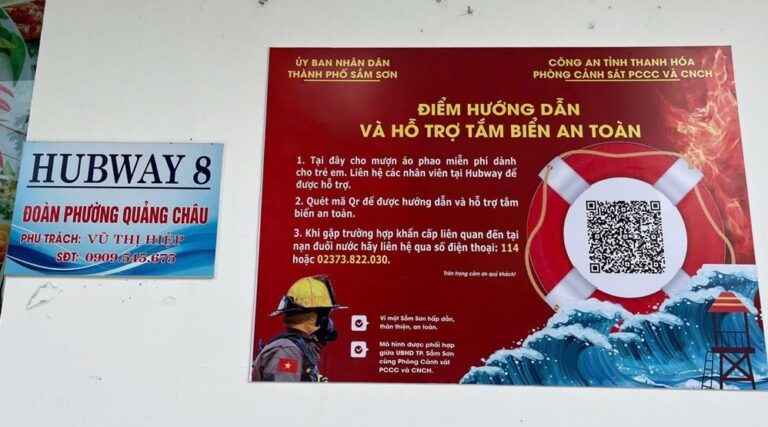 HUBWAY 8
ĐOÀN PHƯỜNG QUẢNG CHÂU
PHỤ TRÁCH: VŨ THỊ HIỆP
SĐT: 0909.545.675
ỦY BAN NHÂN DÂN
THÀNH PHỐ SẦM SƠN
CÔNG AN TỈNH THANH HÓA
PHÒNG CẢNH SÁT PCCC VÀ CNCH
ĐIỂM HƯỚNG DẪN
VÀ HỖ TRỢ TẮM BIỂN AN TOÀN
1. Tại đây cho mượn áo phao miễn phí dành
cho trẻ em. Liên hệ các nhân viên tại Hubway để
được hỗ trợ.
2. Quét mã Qr để được hướng dẫn và hỗ trợ tắm
biển an toàn.
3. Khi gặp trường hợp khẩn cấp liên quan đến tai
nạn đuối nước hãy liên hệ qua số điện thoại: 114
hoặc 02373.822.030.
Trân trọng cảm ơn quý khách!
Vì một Sầm Sơn hấp dẫn,
thân thiện, an toàn.
Mô hình được phối hợp
giữa UBND TP. Sầm Sơn
cùng Phòng Cảnh sát
PCCC và CNCH.